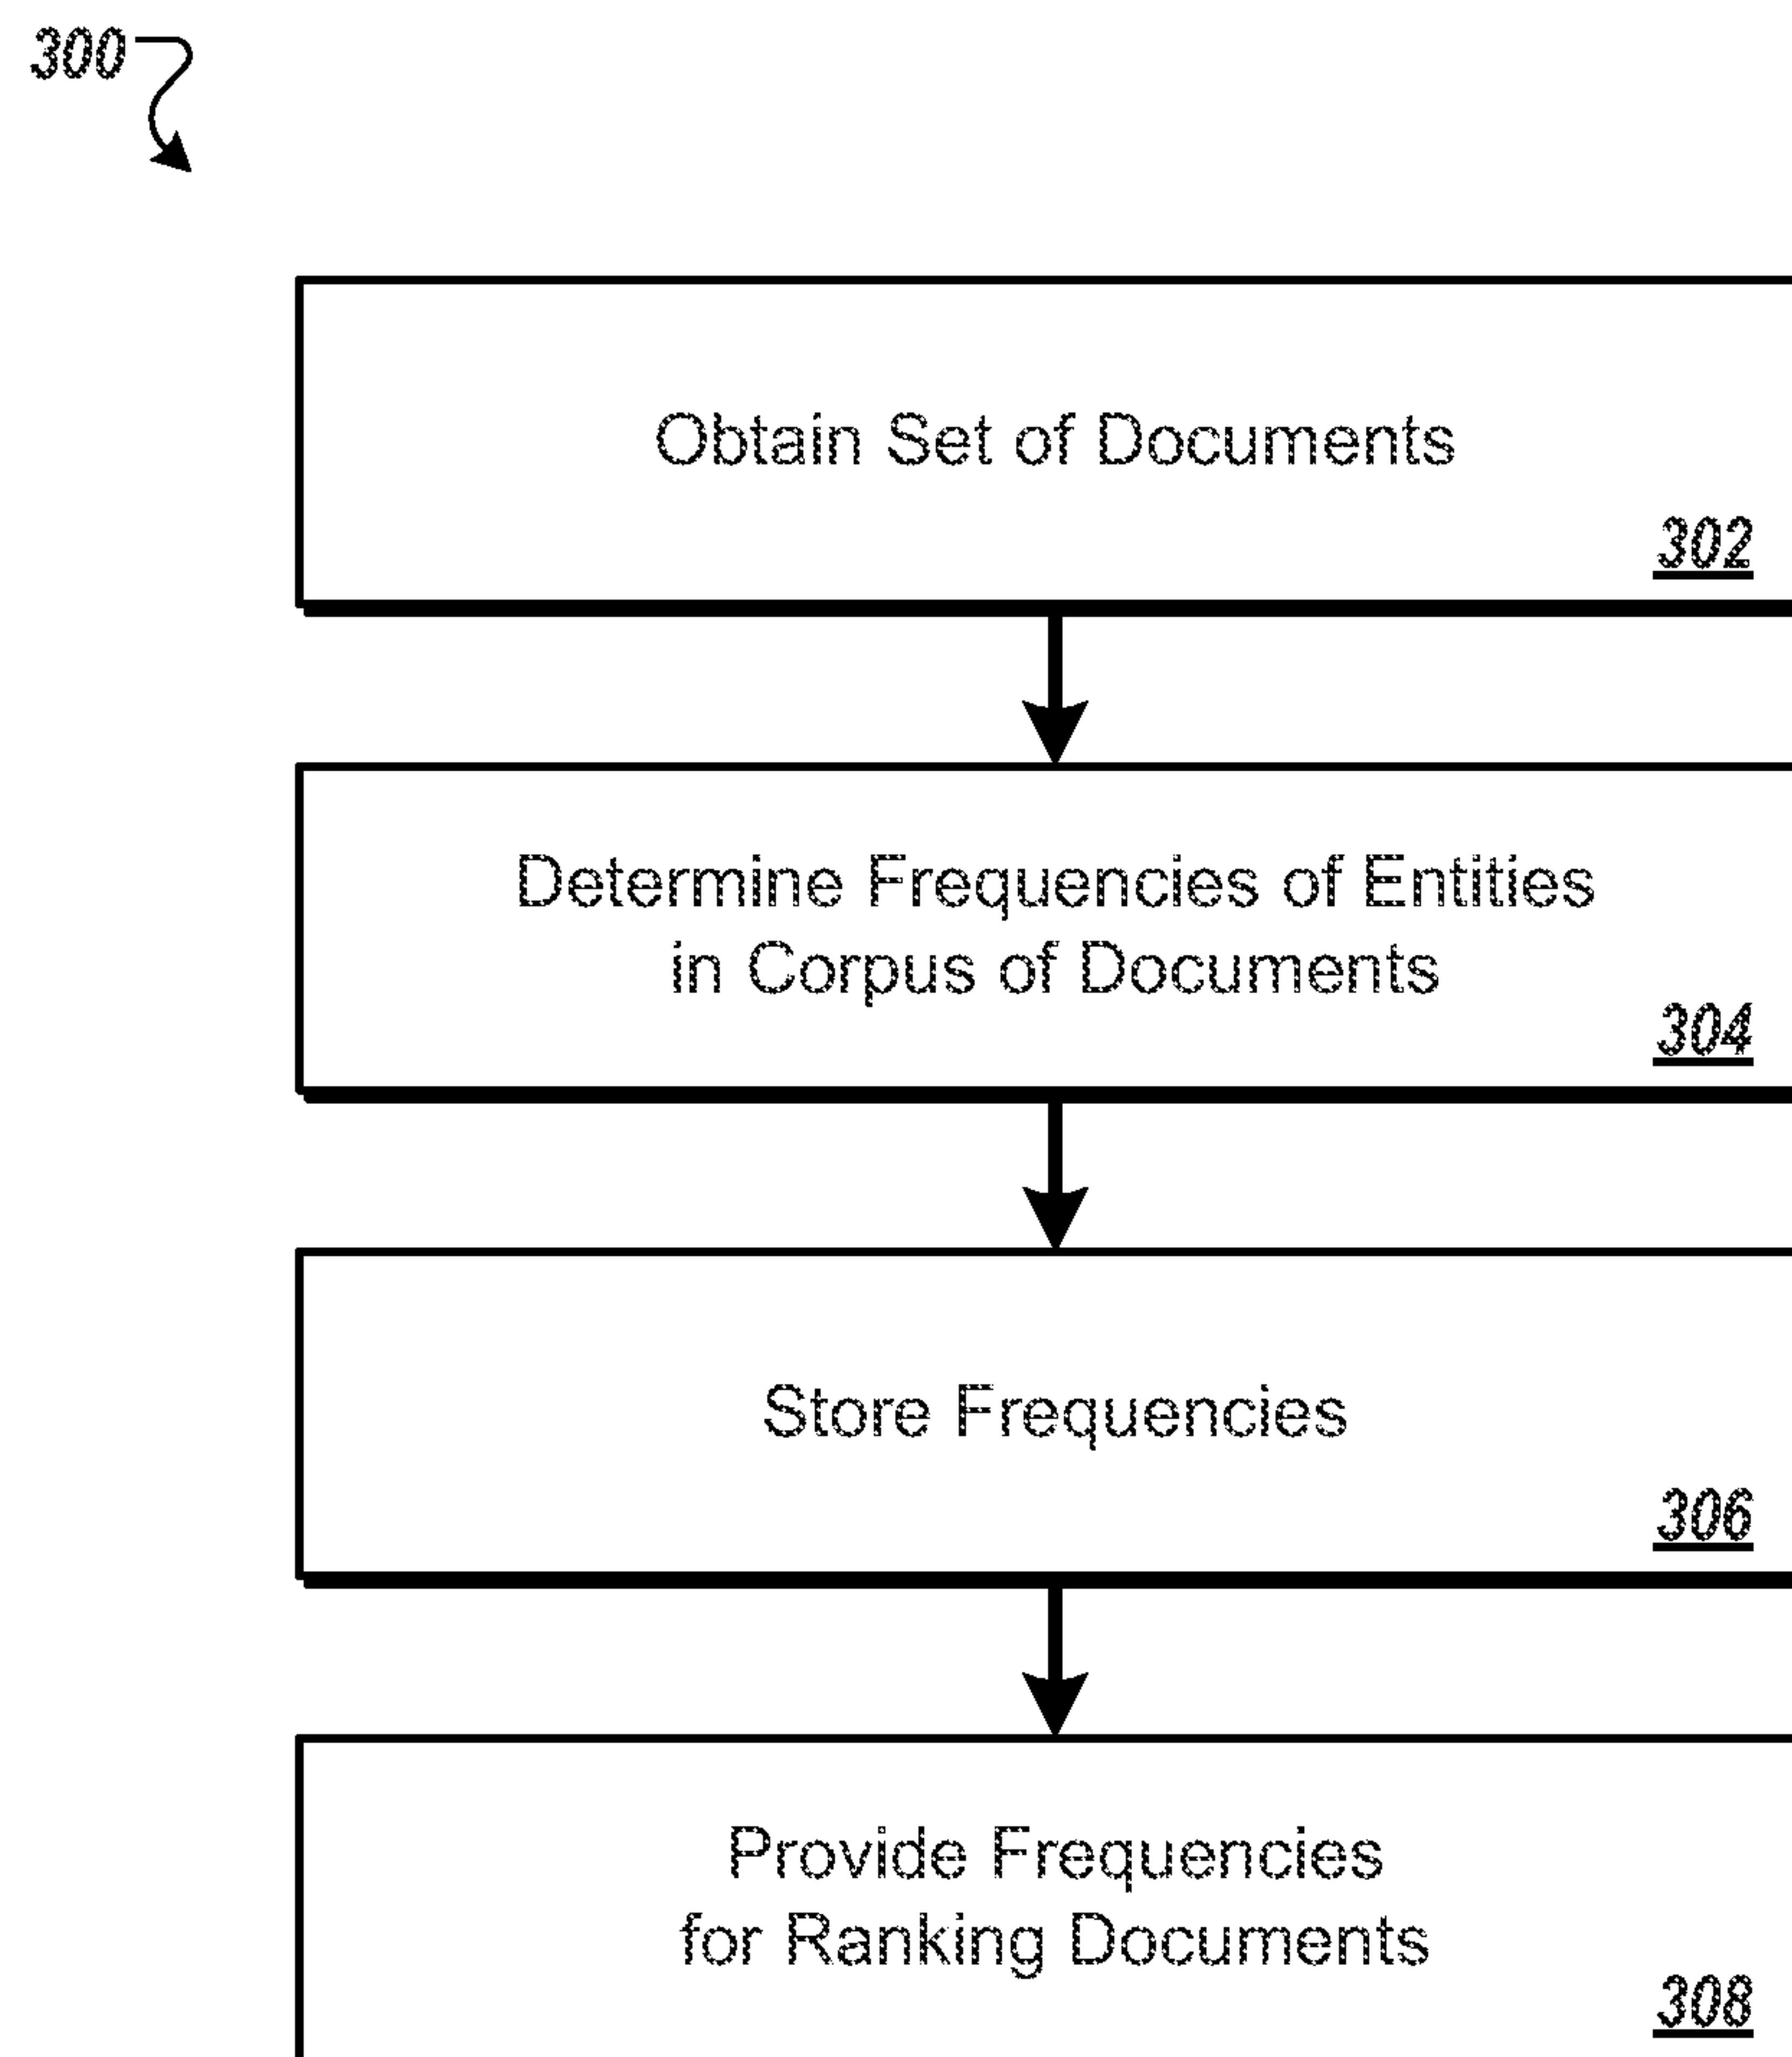 300
Obtain Set of Documents
302
Determine Frequencies of Entities
in Corpus of Documents
304
Store Frequencies
306
Provide Frequencies
for Ranking Documents
308